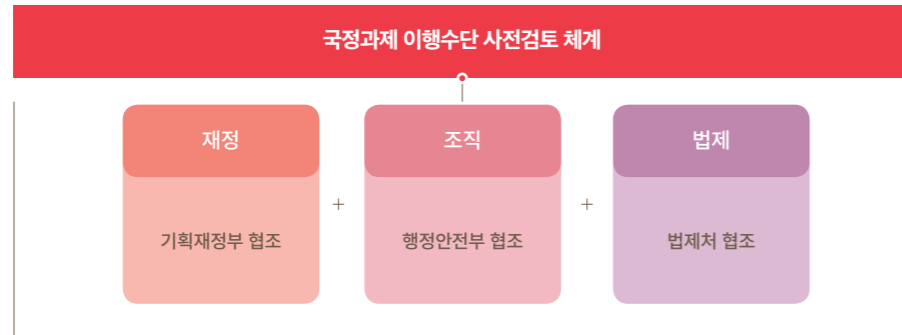 국정과제 이행수단 사전검토 체계
재정
조직
법제
기획재정부 협조
+
행정안전부 협조
+
법제처 협조